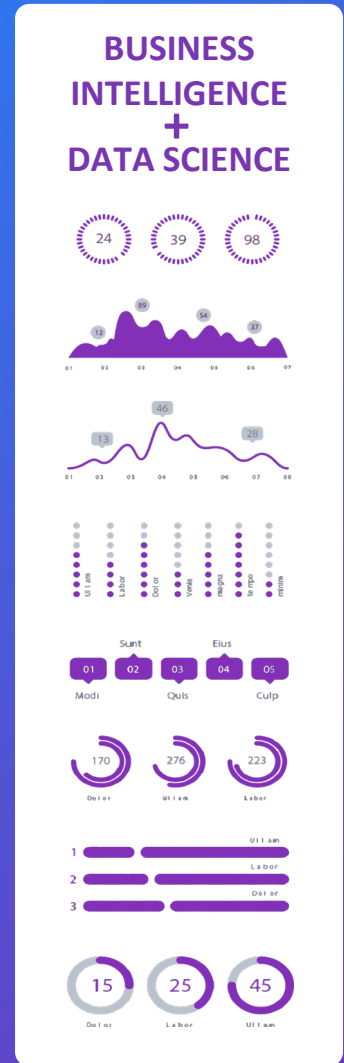 BUSINESS
INTELLIGENCE
+
DATA SCIENCE
24 39 98
89
54
12
37
01 02 03 04 05 06 07
46
13
28
01 02 03 04 05 06 07 08
Ullam
Labor
Dolor
Venia
magna
tempo
minim
Sunt Eius
01 02 03 04 05
Modi Quis Culp
170 276 223
Dolor Ullam Labor
Ullam
1
Labor
2
Dolor
3
15 25 45
Dolor Labor Ullam